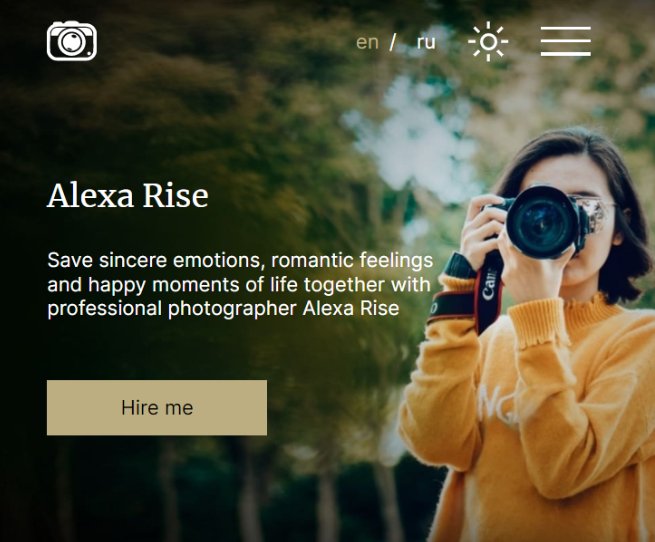 en / ru
Alexa Rise
Save sincere emotions, romantic feelings
and happy moments of life together with
professional photographer Alexa Rise
Hire me